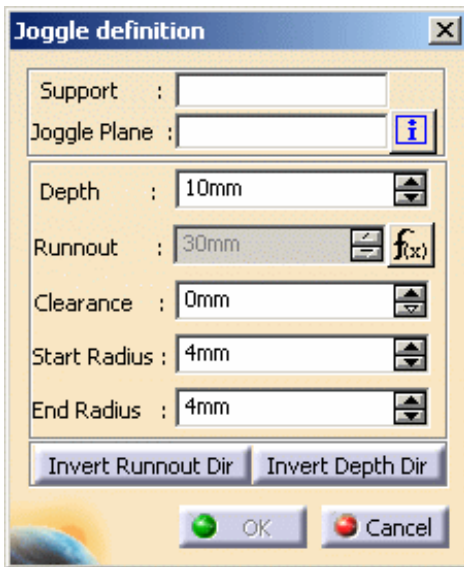 Joggle definition
Support :
Joggle Plane :
Depth : 10mm
Runnout : 30mm f(x)
Clearance : 0mm
Start Radius : 4mm
End Radius : 4mm
Invert Runnout Dir Invert Depth Dir
OK Cancel